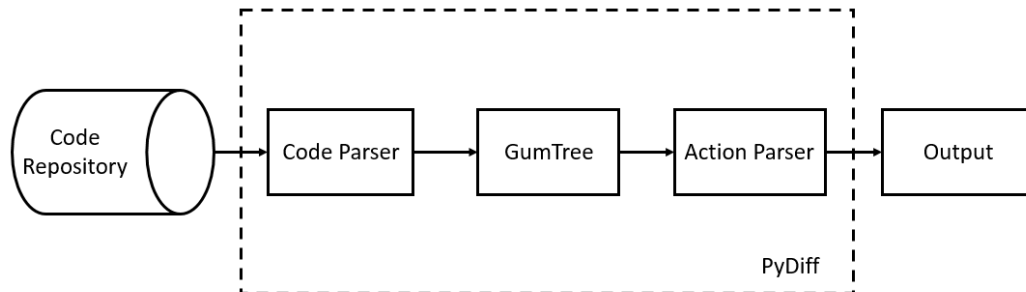 Code
Repository
Code Parser
GumTree
Action Parser
Output
PyDiff